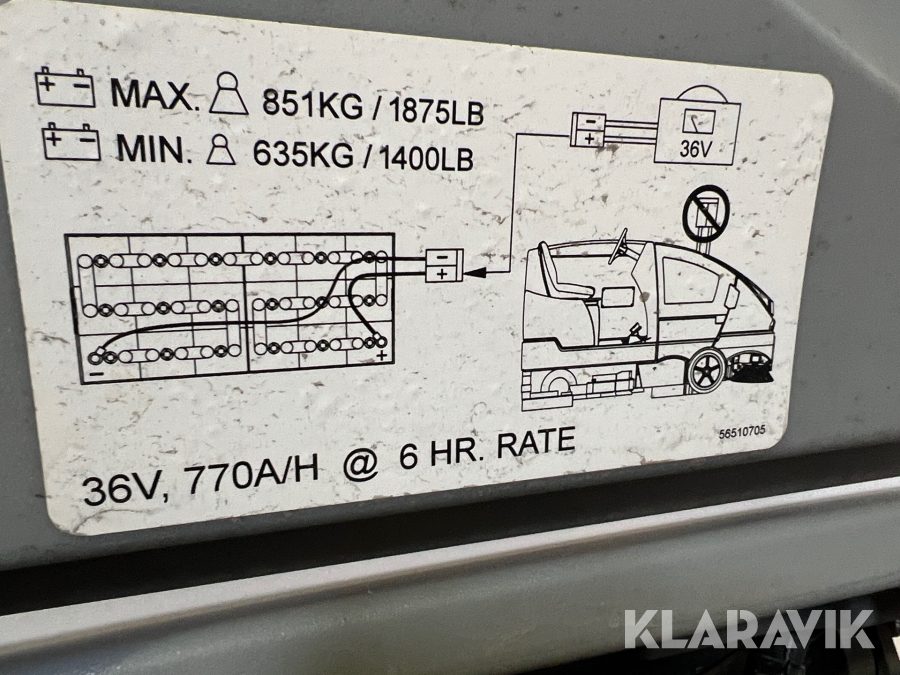 + - MAX. 851KG / 1875LB
+ - MIN. 635KG / 1400LB
-
+
36V
-
+
-
+
36V, 770A/H @ 6 HR. RATE
56510705
KLARAVIK